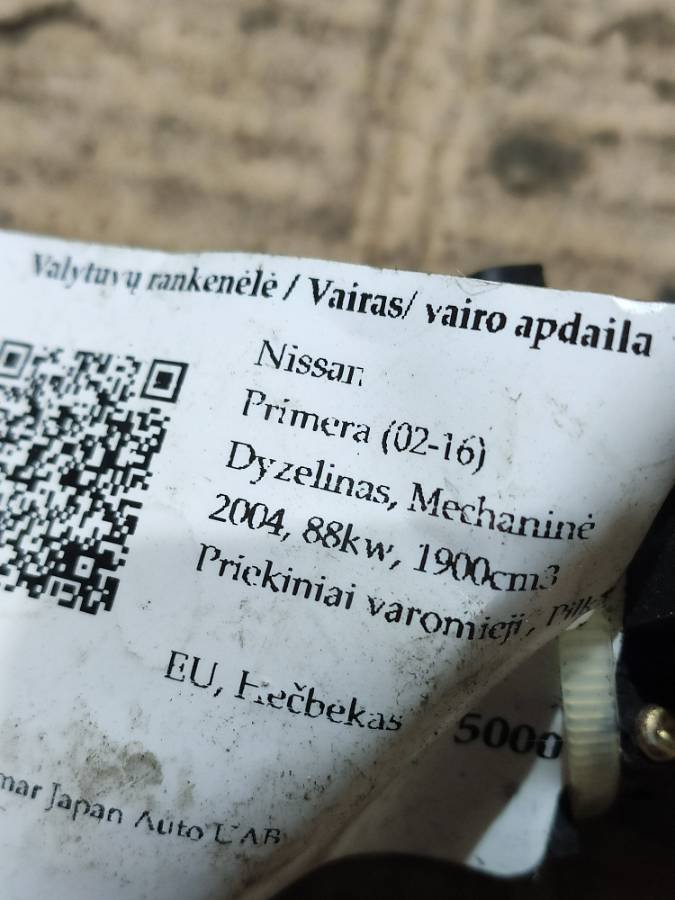 Valytuvų rankenėlė / Vairas/ vairo apdaila
Nissan
Primera (02-16)
Dyzelinas, Mechaninė
2004, 88kw, 1900cm3
Priekiniai varomieji,
EU, Hečbekas 5000
mar Japan Auto UAB